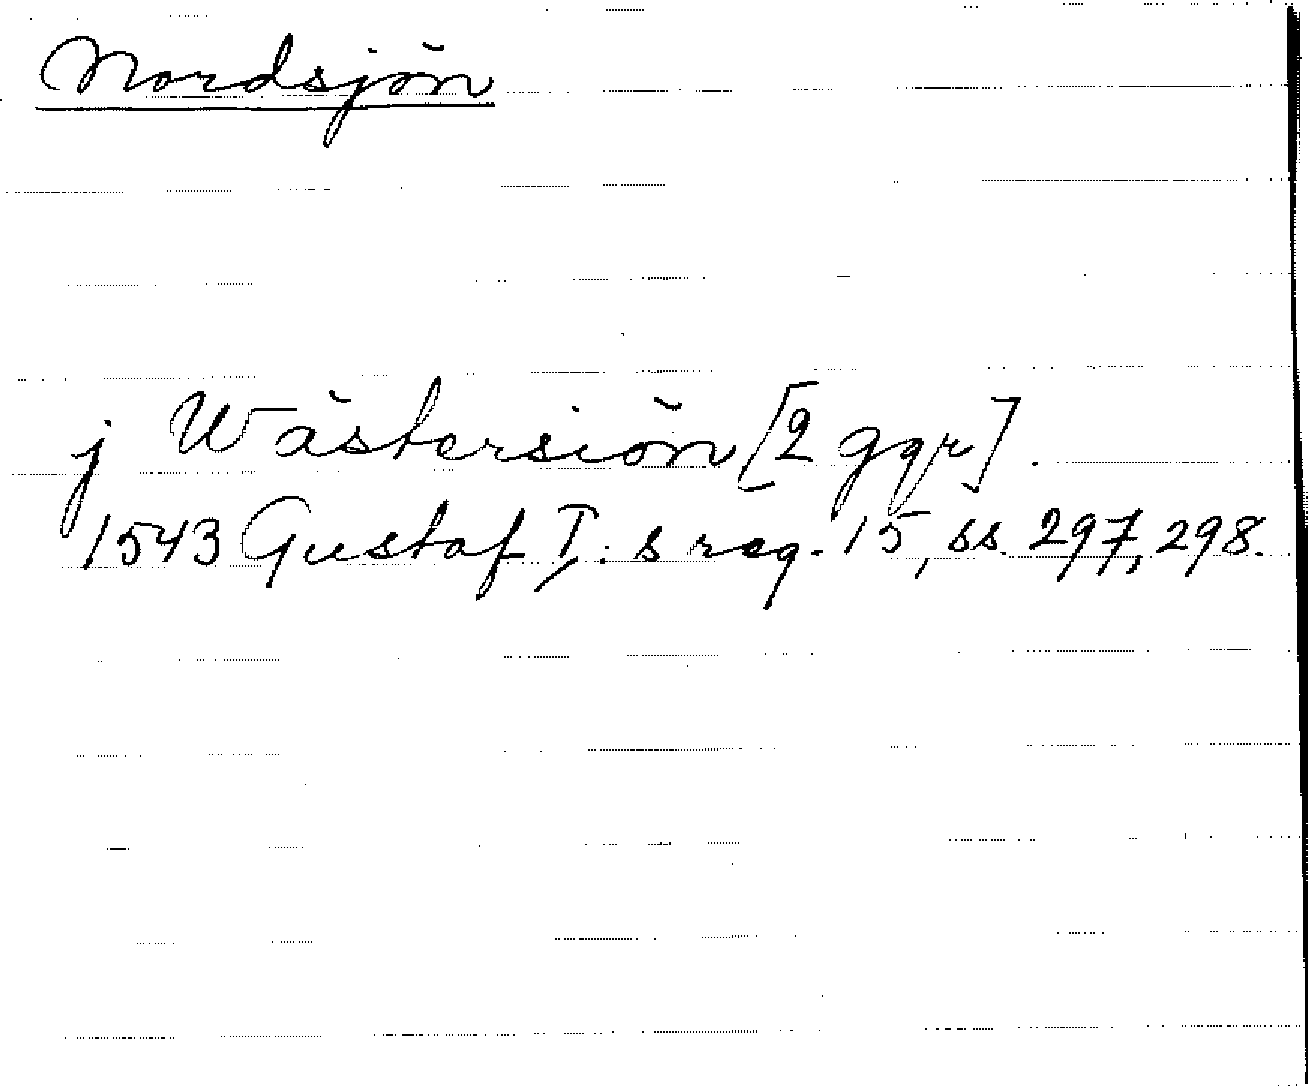 Nordsjön
j Wästersiön [2 ggr].
1543 Gustaf I:s reg. 15, ss. 297, 298.